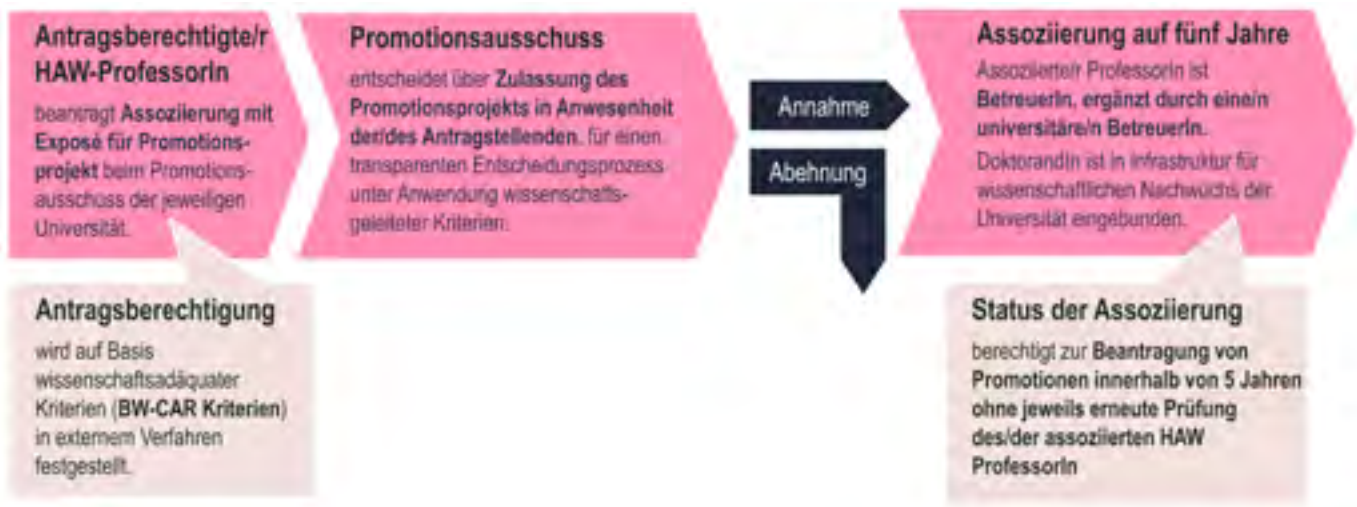 Antragsberechtigte/r
HAW-ProfessorIn
beantragt Assoziierung mit
Exposé für Promotions-
projekt beim Promotions-
ausschuss der jeweiligen
Universität.
Antragsberechtigung
wird auf Basis
wissenschaftsadäquater
Kriterien (BW-CAR Kriterien)
in externem Verfahren
festgestellt.
Promotionsausschuss
entscheidet über Zulassung des
Promotionsprojekts in Anwesenheit
der/des Antragstellenden, für einen
transparenten Entscheidungsprozess
unter Anwendung wissenschafts-
geleiteter Kriterien.
Annahme
Abehnung
Assoziierung auf fünf Jahre
Assoziierte/r ProfessorIn ist
BetreuerIn, ergänzt durch eine/n
universitäre/n BetreuerIn.
DoktorandIn ist in Infrastruktur für
wissenschaftlichen Nachwuchs der
Universität eingebunden.
Status der Assoziierung
berechtigt zur Beantragung von
Promotionen innerhalb von 5 Jahren
ohne jeweils erneute Prüfung
des/der assoziierten HAW
ProfessorIn